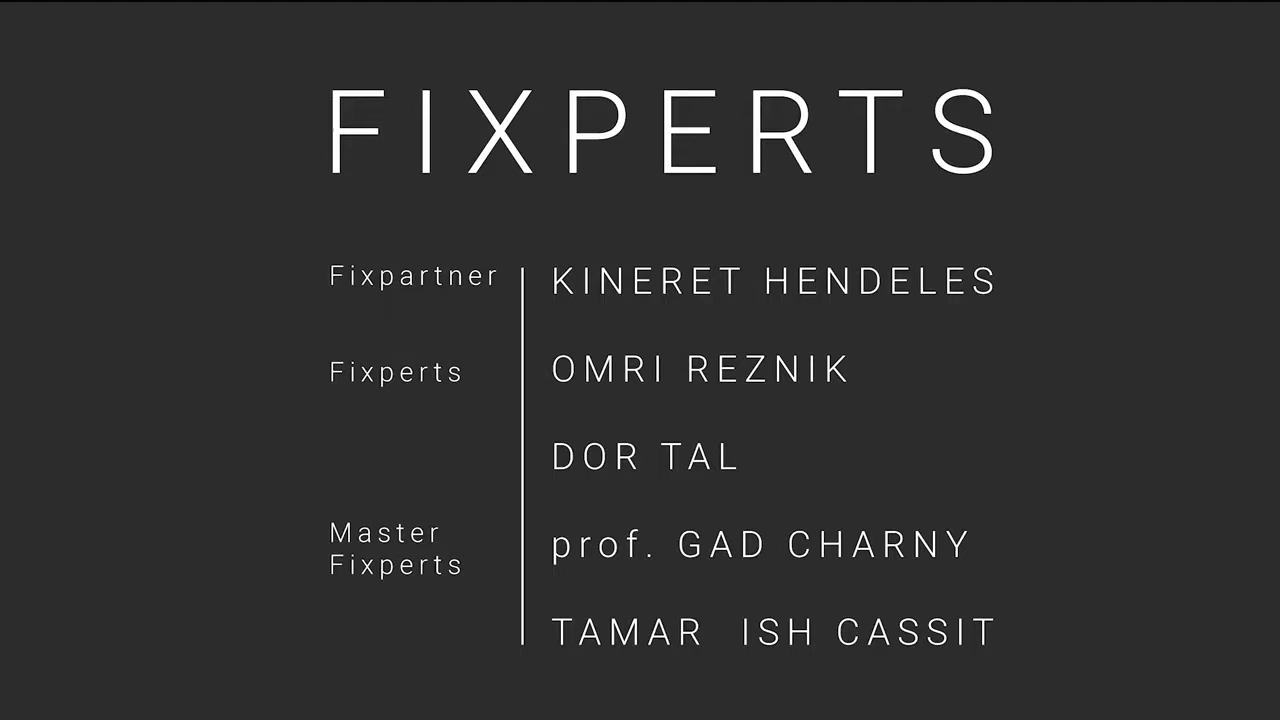 FIXPERTS
Fixpartner KINERET HENDELES
Fixperts OMRI REZNIK
DOR TAL
Master
Fixperts
prof. GAD CHARNY
TAMAR ISH CASSIT